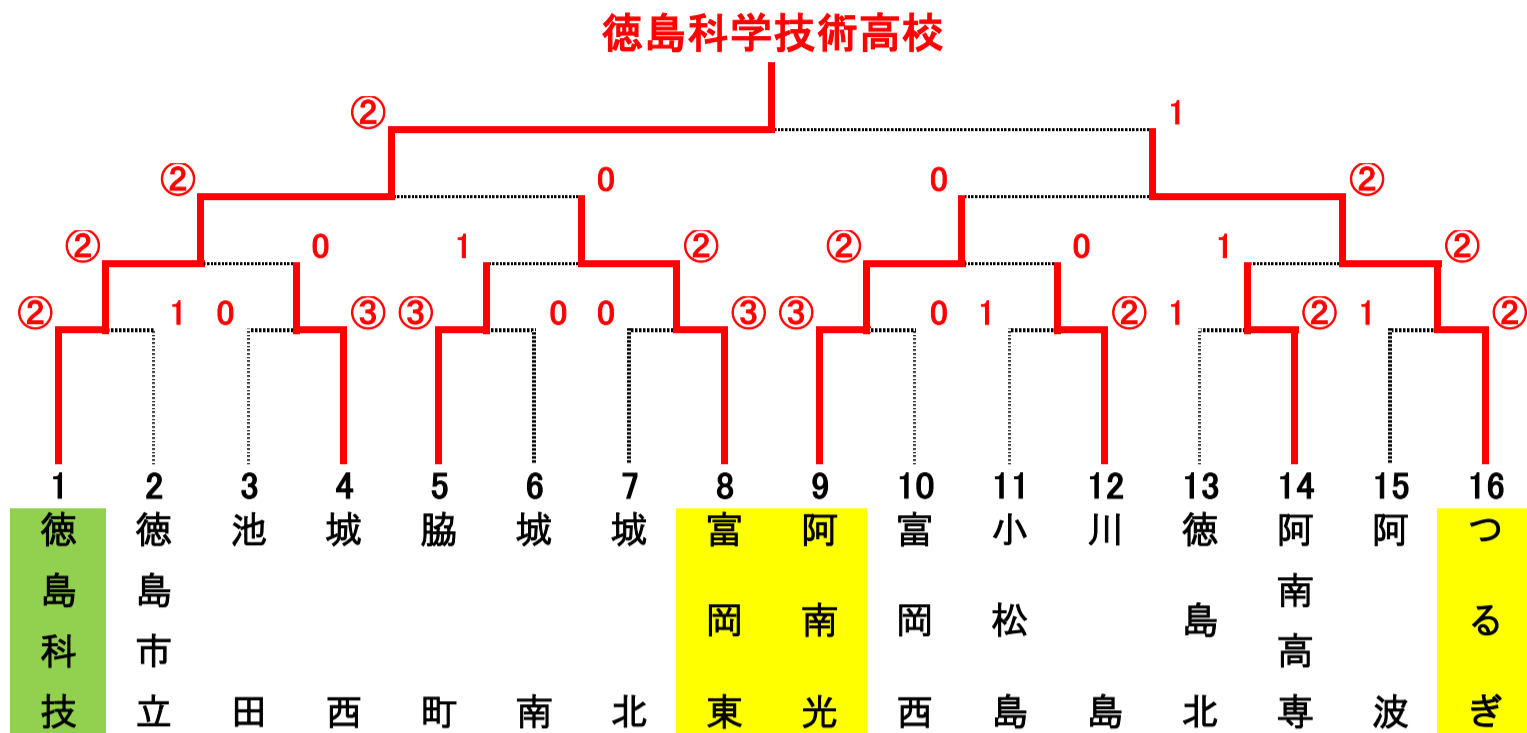 徳島科学技術高校
② 1
② 0 0 ②
② 0 1 ② ② 0 1 ②
② 1 0 ③ ③ 0 0 ③ ③ 0 1 ② 1 ② 1 ②
1 2 3 4 5 6 7 8 9 10 11 12 13 14 15 16
徳島科技
徳島市立
池田
城西
脇町
城南
城北
富岡東
阿南光
富岡西
小松島
川島
徳島北
阿南高専
阿波
つるぎ